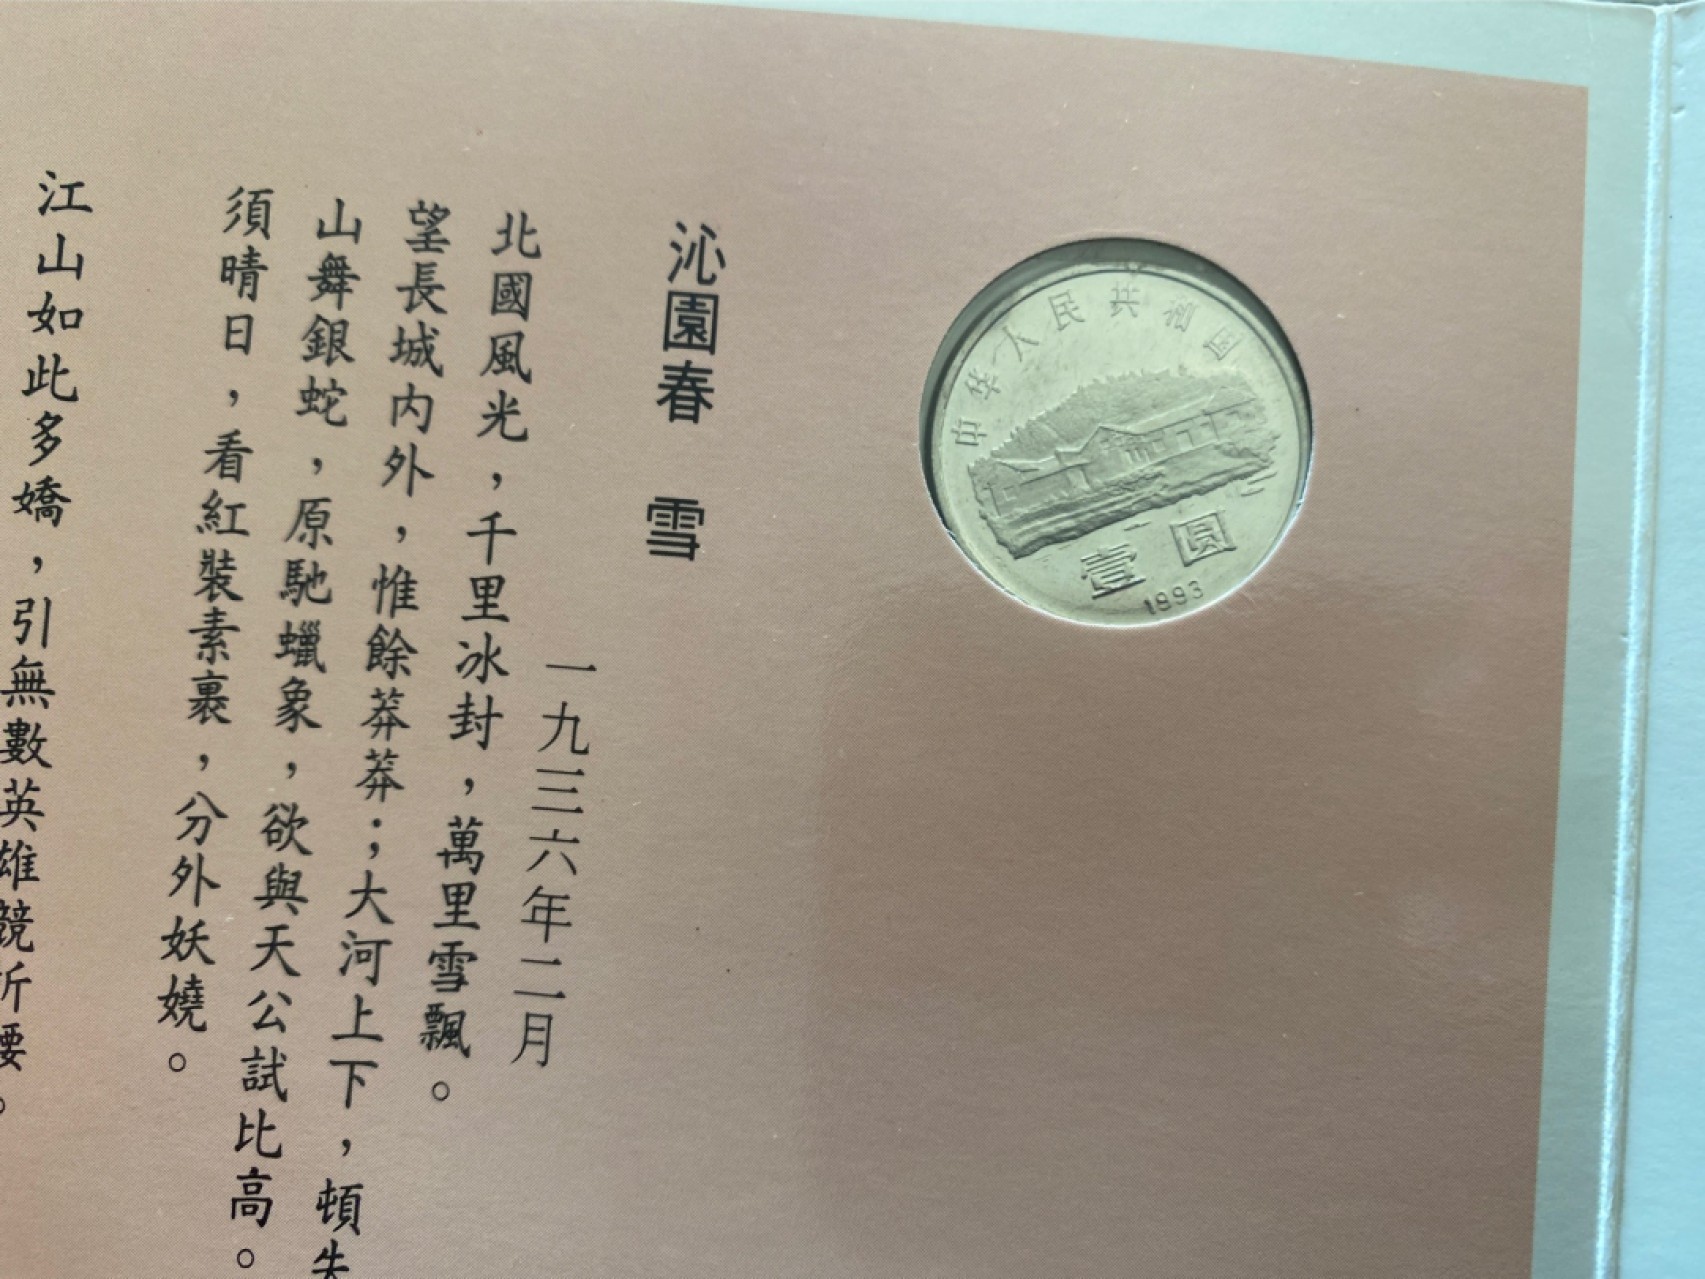 中华人民共和国
壹圆
1993
沁園春 雪
一九三六年二月
北國風光，千里冰封，萬里雪飄。
望長城內外，惟餘莽莽；大河上下，頓失
山舞銀蛇，原馳蠟象，欲與天公試比高。
須晴日，看紅裝素裹，分外妖嬈。
江山如此多嬌，引無數英雄競折腰。